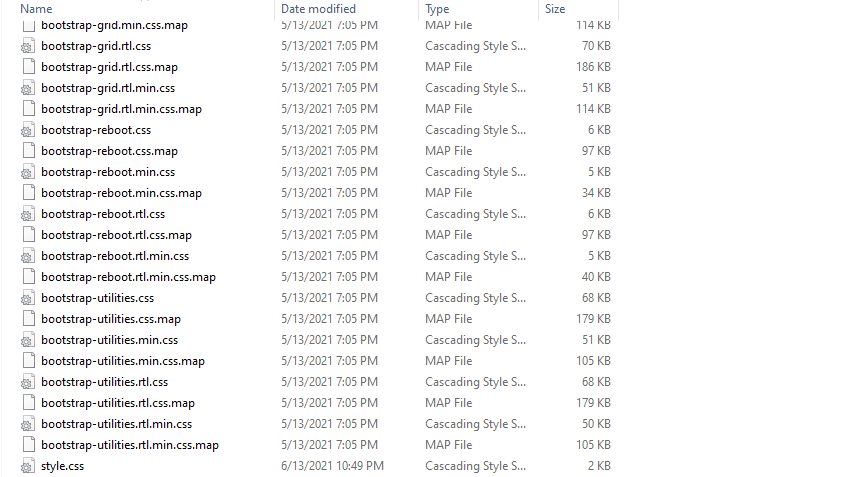 Name Date modified Type Size
bootstrap-grid.min.css.map 5/13/2021 7:05 PM MAP File 114 KB
bootstrap-grid.rtl.css 5/13/2021 7:05 PM Cascading Style S... 70 KB
bootstrap-grid.rtl.css.map 5/13/2021 7:05 PM MAP File 186 KB
bootstrap-grid.rtl.min.css 5/13/2021 7:05 PM Cascading Style S... 51 KB
bootstrap-grid.rtl.min.css.map 5/13/2021 7:05 PM MAP File 114 KB
bootstrap-reboot.css 5/13/2021 7:05 PM Cascading Style S... 6 KB
bootstrap-reboot.css.map 5/13/2021 7:05 PM MAP File 97 KB
bootstrap-reboot.min.css 5/13/2021 7:05 PM Cascading Style S... 5 KB
bootstrap-reboot.min.css.map 5/13/2021 7:05 PM MAP File 34 KB
bootstrap-reboot.rtl.css 5/13/2021 7:05 PM Cascading Style S... 6 KB
bootstrap-reboot.rtl.css.map 5/13/2021 7:05 PM MAP File 97 KB
bootstrap-reboot.rtl.min.css 5/13/2021 7:05 PM Cascading Style S... 5 KB
bootstrap-reboot.rtl.min.css.map 5/13/2021 7:05 PM MAP File 40 KB
bootstrap-utilities.css 5/13/2021 7:05 PM Cascading Style S... 68 KB
bootstrap-utilities.css.map 5/13/2021 7:05 PM MAP File 179 KB
bootstrap-utilities.min.css 5/13/2021 7:05 PM Cascading Style S... 51 KB
bootstrap-utilities.min.css.map 5/13/2021 7:05 PM MAP File 105 KB
bootstrap-utilities.rtl.css 5/13/2021 7:05 PM Cascading Style S... 68 KB
bootstrap-utilities.rtl.css.map 5/13/2021 7:05 PM MAP File 179 KB
bootstrap-utilities.rtl.min.css 5/13/2021 7:05 PM Cascading Style S... 50 KB
bootstrap-utilities.rtl.min.css.map 5/13/2021 7:05 PM MAP File 105 KB
style.css 6/13/2021 10:49 PM Cascading Style S... 2 KB